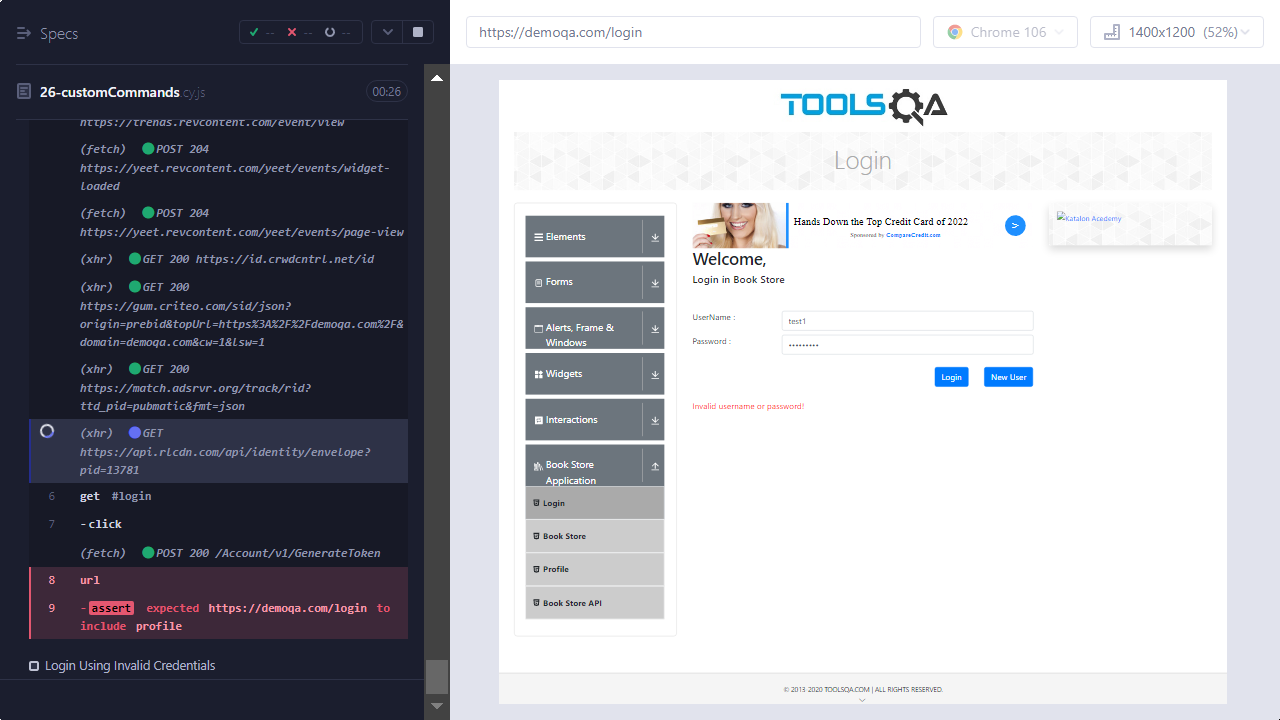 Specs
-- -- --
26-customCommands cy.js 00:26
https://trends.revcontent.com/event/view
(fetch) POST 204
https://yeet.revcontent.com/yeet/events/widget-
loaded
(fetch) POST 204
https://yeet.revcontent.com/yeet/events/page-view
(xhr) GET 200 https://id.crwdcntrl.net/id
(xhr) GET 200
https://gum.criteo.com/sid/json?
origin=prebid&topUrl=https%3A%2F%2Fdemoqa.com%2F&
domain=demoqa.com&cw=1&lsw=1
(xhr) GET 200
https://match.adsrvr.org/track/rid?
ttd_pid=pubmatic&fmt=json
(xhr) GET
https://api.rlcdn.com/api/identity/envelope?
pid=13781
6 get #login
7 -click
(fetch) POST 200 /Account/v1/GenerateToken
8 url
9 -assert expected https://demoqa.com/login to
include profile
Login Using Invalid Credentials
https://demoqa.com/login
Chrome 106
1400x1200 (52%)
TOOLSQA
Login
Elements
Forms
Alerts, Frame &
Windows
Widgets
Interactions
Book Store
Application
Login
Book Store
Profile
Book Store API
Hands Down the Top Credit Card of 2022
Sponsored by CompareCredit.com
>
Welcome,
Login in Book Store
UserName :
test1
Password :
•••••••••
Login
New User
Invalid username or password!
Katalon Acedemy
© 2013-2020 TOOLSQA.COM | ALL RIGHTS RESERVED.